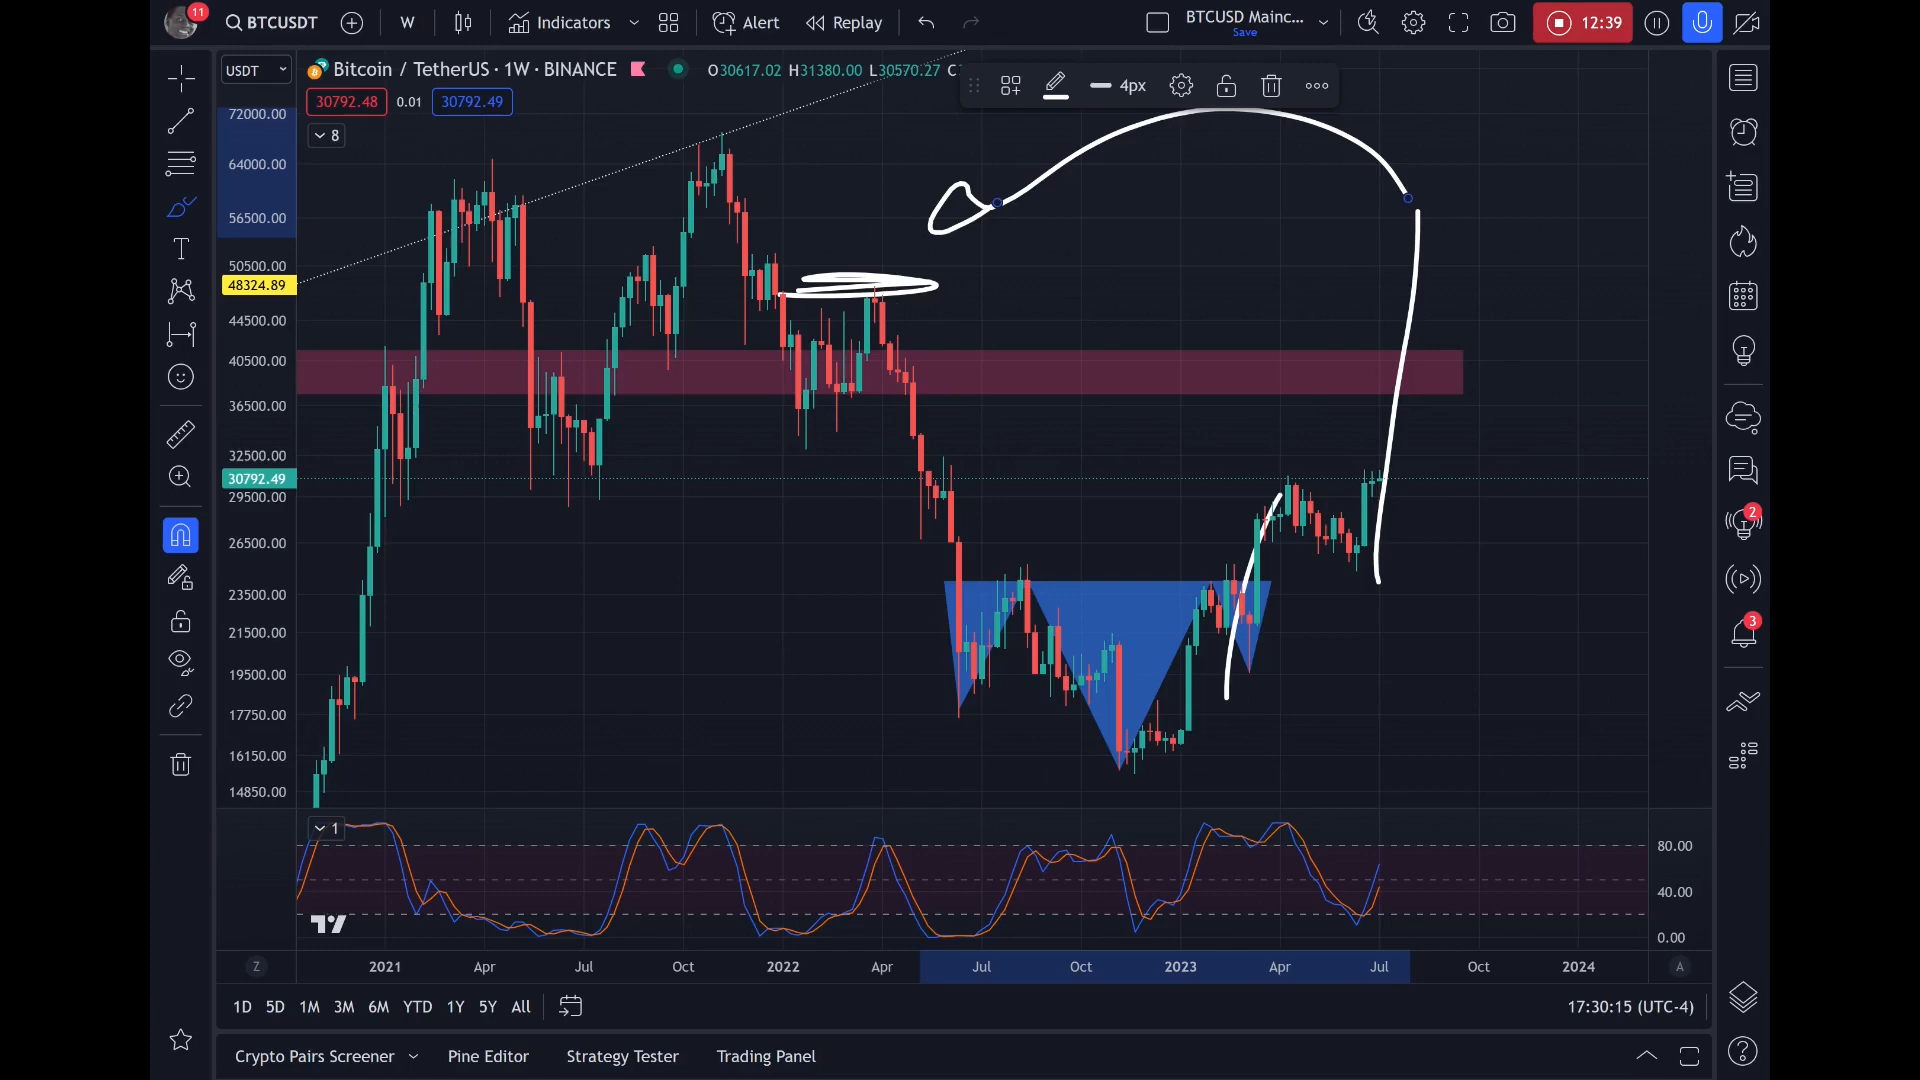 11
BTCUSDT
W
Indicators
Alert
Replay
BTCUSD Mainc...
Save
12:39
USDT
Bitcoin / TetherUS · 1W · BINANCE
O30617.02 H31380.00 L30570.27 C
4px
30792.48 0.01 30792.49
8
72000.00
64000.00
56500.00
50500.00
48324.89
44500.00
40500.00
36500.00
32500.00
30792.49
29500.00
26500.00
23500.00
21500.00
19500.00
17750.00
16150.00
14850.00
1
80.00
40.00
0.00
Z 2021 Apr Jul Oct 2022 Apr Jul Oct 2023 Apr Jul Oct 2024 A
1D 5D 1M 3M 6M YTD 1Y 5Y All
17:30:15 (UTC-4)
Crypto Pairs Screener Pine Editor Strategy Tester Trading Panel
2
3